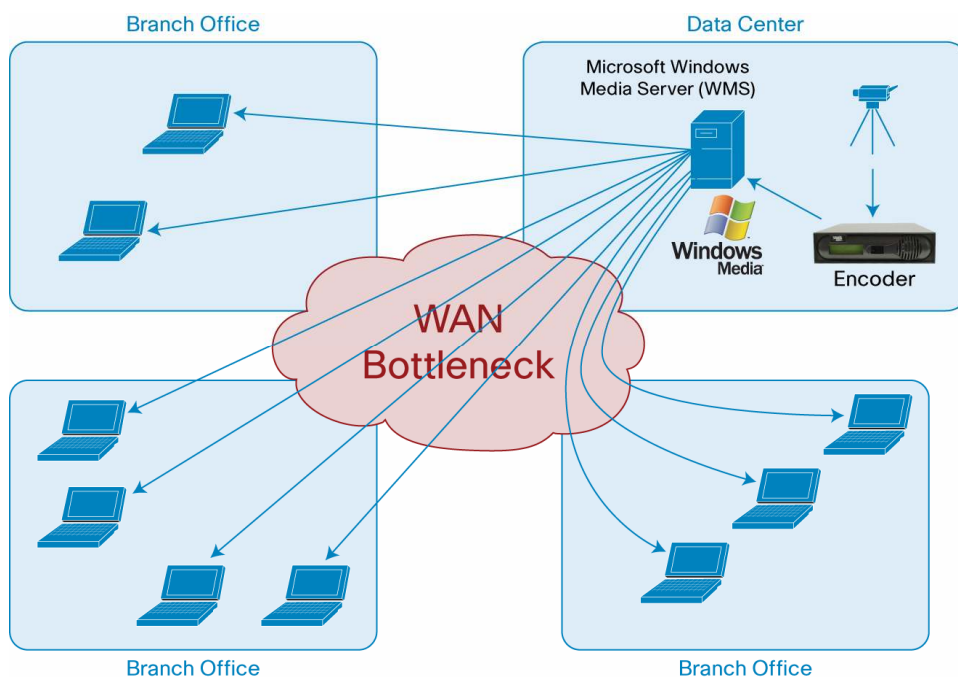 Branch Office
Data Center
Microsoft Windows
Media Server (WMS)
Windows
Media
Encoder
WAN
Bottleneck
Branch Office
Branch Office